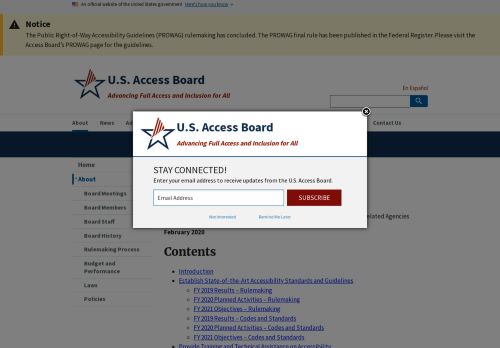 An official website of the United States government Here's how you know
Notice
The Public Right-of-Way Accessibility Guidelines (PROWAG) rulemaking has concluded. The PROWAG final rule has been published in the Federal Register. Please visit the
Access Board's PROWAG page for the guidelines.
U.S. Access Board
Advancing Full Access and Inclusion for All
En Español
About News
Contact Us
U.S. Access Board
Advancing Full Access and Inclusion for All
STAY CONNECTED!
Enter your email address to receive updates from the U.S. Access Board.
Email Address
SUBSCRIBE
Not Interested Remind Me Later
Home
About
Board Meetings
Board Members
Board Staff
Board History
Rulemaking Process
Budget and
Performance
Laws
Policies
Related Agencies
February 2020
Contents
Introduction
Establish State-of-the-Art Accessibility Standards and Guidelines
FY 2019 Results – Rulemaking
FY 2020 Planned Activities – Rulemaking
FY 2021 Objectives – Rulemaking
FY 2019 Results – Codes and Standards
FY 2020 Planned Activities – Codes and Standards
FY 2021 Objectives – Codes and Standards
Provide Training and Technical Assistance on Accessibility